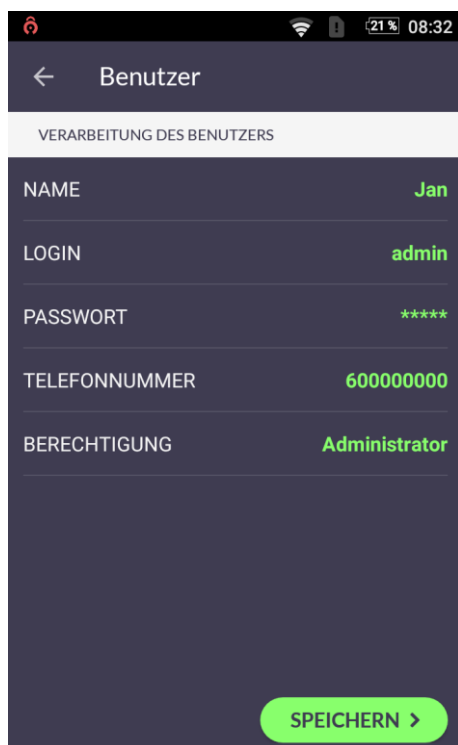 21% 08:32
Benutzer
VERARBEITUNG DES BENUTZERS
NAME Jan
LOGIN admin
PASSWORT *****
TELEFONNUMMER 600000000
BERECHTIGUNG Administrator
SPEICHERN